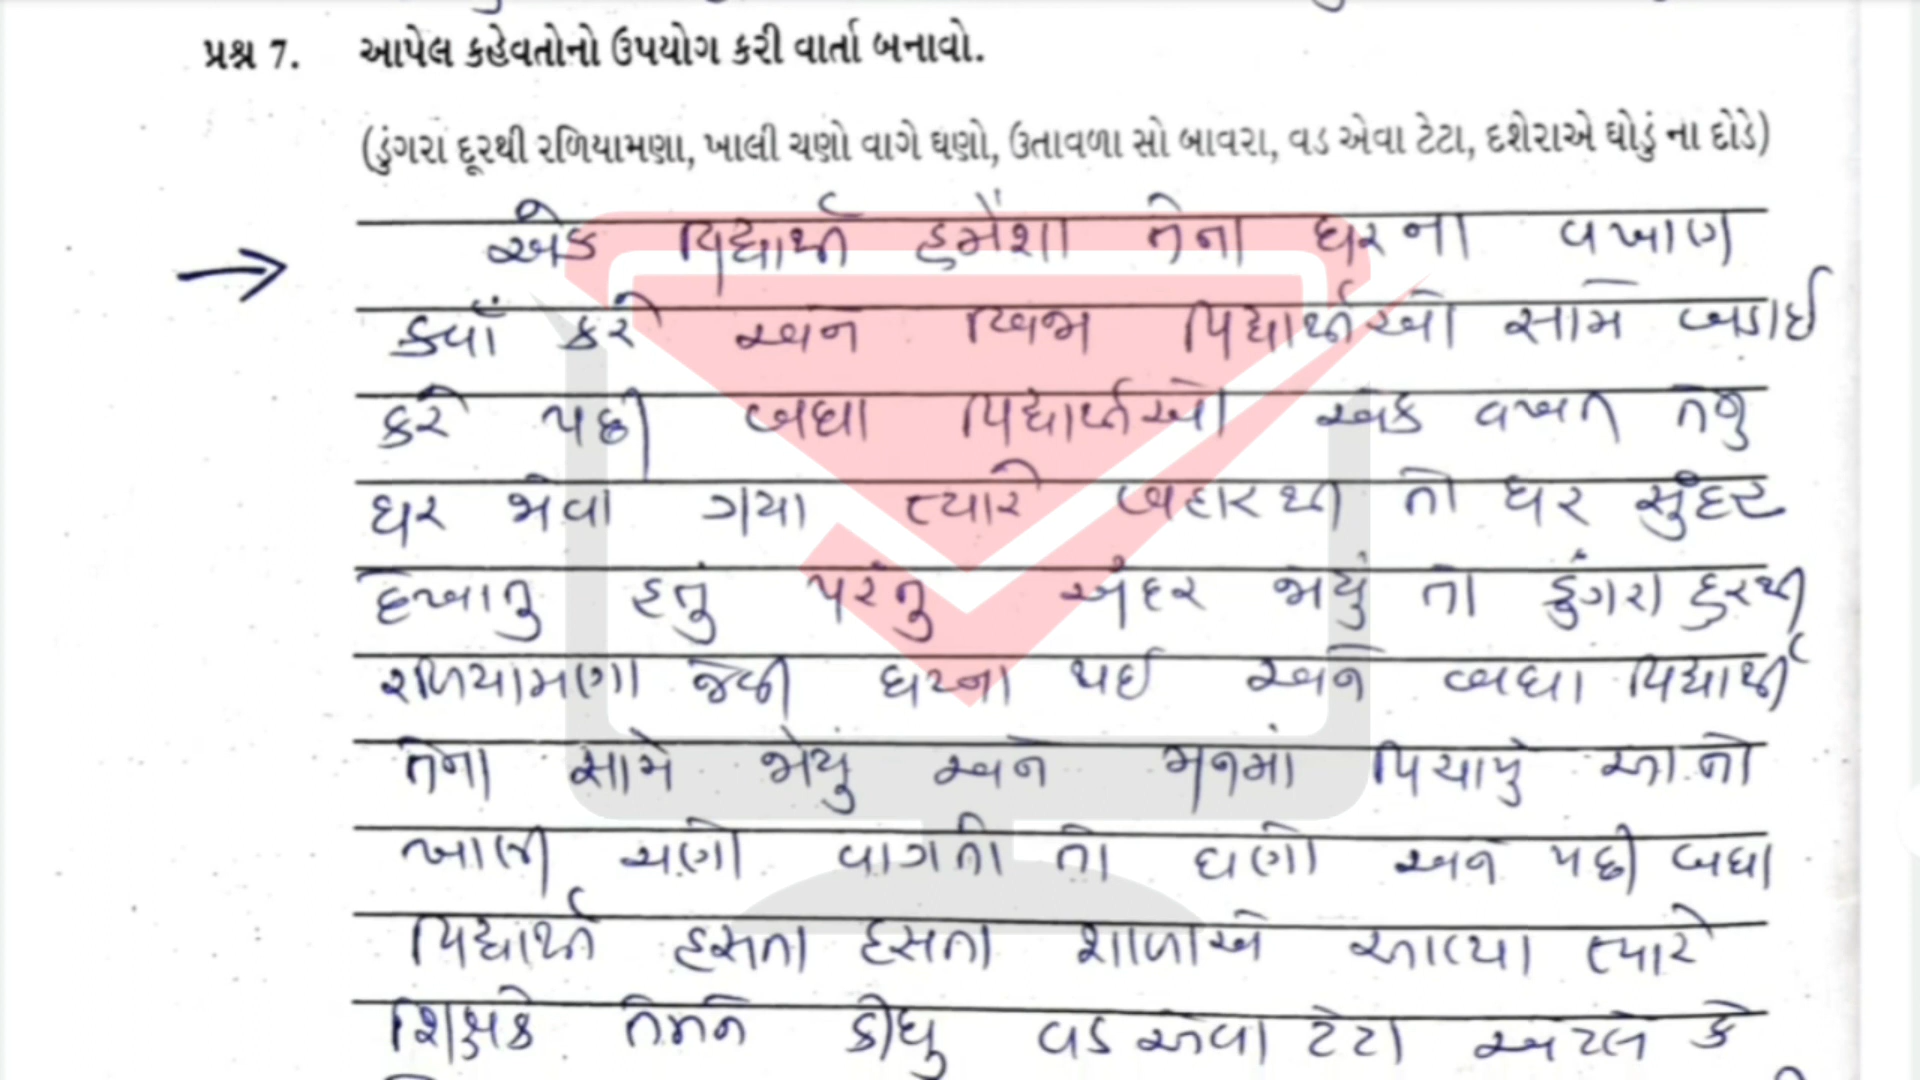 પ્રશ્ન 7. આપેલ કહેવતોનો ઉપયોગ કરી વાર્તા બનાવો.
(ડુંગરા દૂરથી રળિયામણા, ખાલી ચણો વાગે ઘણો, ઉતાવળા સો બાવરા, વડ એવા ટેટા, દશેરાએ ઘોડું ના દોડે)
એક વિદ્યાર્થી હમેંશા તેના ઘરના વખાણ
કર્યાં કરે અને બિજા વિદ્યાર્થીઓ સામે બડાઈ
કરે પછી બધા વિદ્યાર્થીઓ એક વખત તેનુ
ઘર જોવા ગયા ત્યારે બહારથી તો ઘર સુંદર
દેખાતુ હતું પરંતુ અંદર જોયું તો ડુંગરા દુરથી
રળિયામણા જેવી ઘટના થઈ અને બધા વિદ્યાર્થી
તેના સામે જોયુ અને મનમાં વિચાર્યુ આ તો
ખાલી ચણો વાગતો તો ઘણો અને પછી બધા
વિદ્યાર્થી હસતા હસતા શાળાએ આવ્યા ત્યારે
શિક્ષકે તેમને કીધુ વડ એવા ટેટા એટલે કે